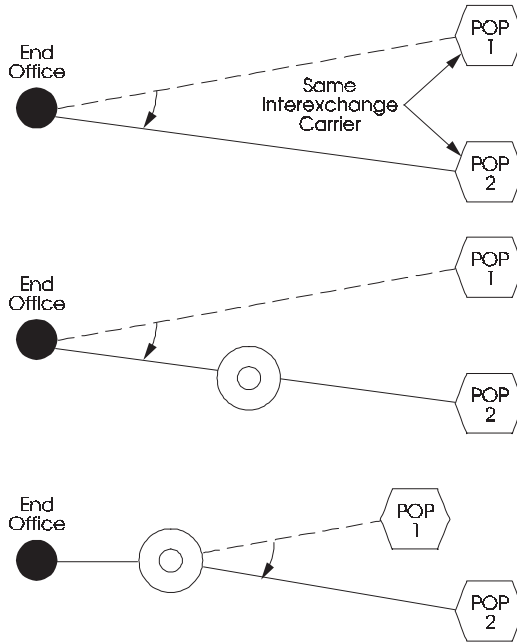 POP
1
End
Office
Same
Interexchange
Carrier
POP
2
POP
1
End
Office
POP
2
End
Office
POP
1
POP
2